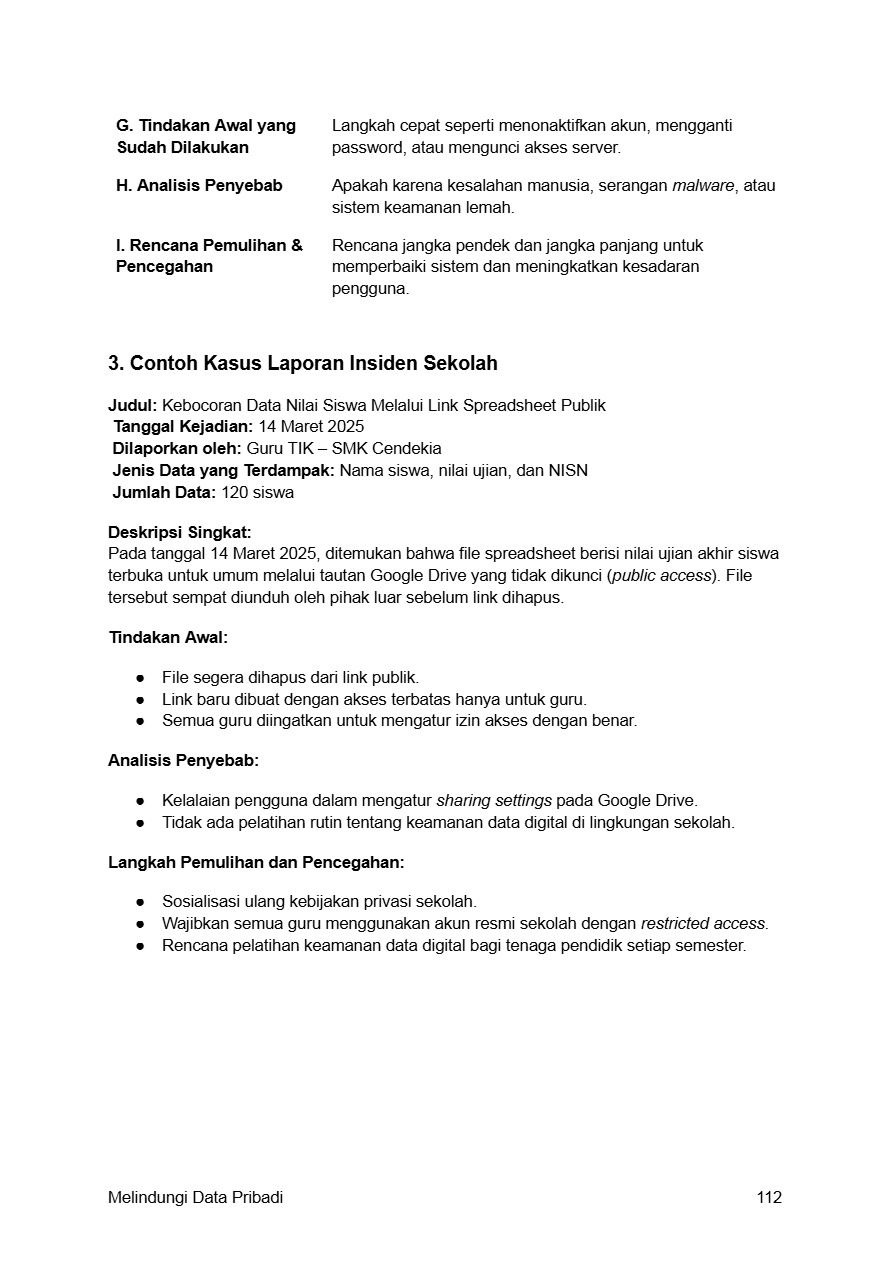 G. Tindakan Awal yang Sudah Dilakukan
Langkah cepat seperti menonaktifkan akun, mengganti password, atau mengunci akses server.
H. Analisis Penyebab
Apakah karena kesalahan manusia, serangan malware, atau sistem keamanan lemah.
I. Rencana Pemulihan & Pencegahan
Rencana jangka pendek dan jangka panjang untuk memperbaiki sistem dan meningkatkan kesadaran pengguna.
3. Contoh Kasus Laporan Insiden Sekolah
Judul: Kebocoran Data Nilai Siswa Melalui Link Spreadsheet Publik
Tanggal Kejadian: 14 Maret 2025
Dilaporkan oleh: Guru TIK – SMK Cendekia
Jenis Data yang Terdampak: Nama siswa, nilai ujian, dan NISN
Jumlah Data: 120 siswa
Deskripsi Singkat:
Pada tanggal 14 Maret 2025, ditemukan bahwa file spreadsheet berisi nilai ujian akhir siswa
terbuka untuk umum melalui tautan Google Drive yang tidak dikunci (public access). File
tersebut sempat diunduh oleh pihak luar sebelum link dihapus.
Tindakan Awal:
● File segera dihapus dari link publik.
● Link baru dibuat dengan akses terbatas hanya untuk guru.
● Semua guru diingatkan untuk mengatur izin akses dengan benar.
Analisis Penyebab:
● Kelalaian pengguna dalam mengatur sharing settings pada Google Drive.
● Tidak ada pelatihan rutin tentang keamanan data digital di lingkungan sekolah.
Langkah Pemulihan dan Pencegahan:
● Sosialisasi ulang kebijakan privasi sekolah.
● Wajibkan semua guru menggunakan akun resmi sekolah dengan restricted access.
● Rencana pelatihan keamanan data digital bagi tenaga pendidik setiap semester.
Melindungi Data Pribadi 112